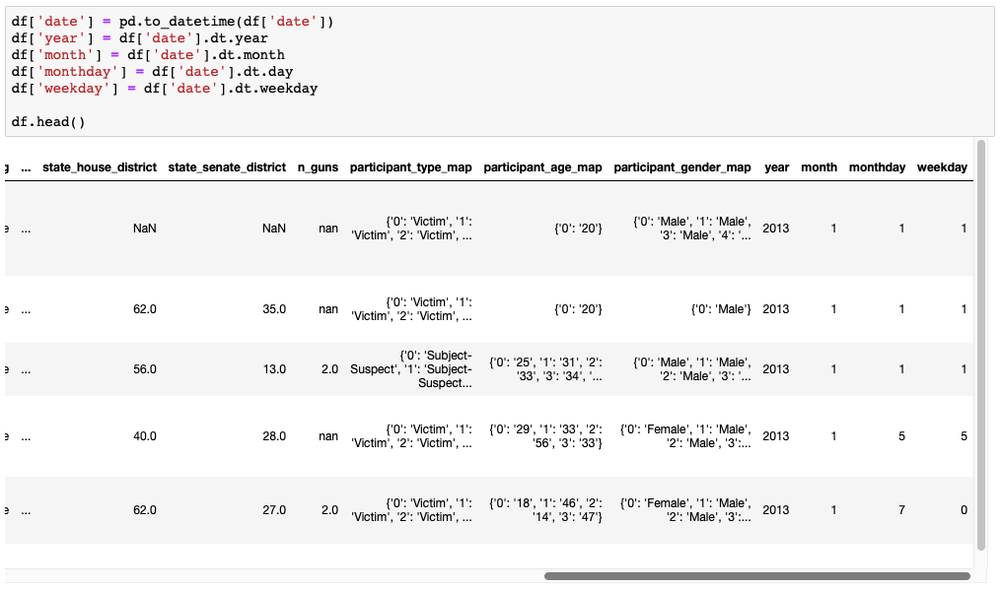 df['date'] = pd.to_datetime(df['date'])
df['year'] = df['date'].dt.year
df['month'] = df['date'].dt.month
df['monthday'] = df['date'].dt.day
df['weekday'] = df['date'].dt.weekday
df.head()
g ... state_house_district state_senate_district n_guns participant_type_map participant_age_map participant_gender_map year month monthday weekday
{'0': 'Victim', '1': {'0': 'Male', '1': 'Male',
e ... NaN NaN nan {'0': '20'} 2013 1 1 1
'Victim', '2': 'Victim', ... '3': 'Male', '4': '...
{'0': 'Victim', '1':
e ... 62.0 35.0 nan {'0': '20'} {'0': 'Male'} 2013 1 1 1
'Victim', '2': 'Victim', ...
{'0': 'Subject-
{'0': '25', '1': '31', '2': {'0': 'Male', '1': 'Male',
e ... 56.0 13.0 2.0 Suspect', '1': 'Subject- 2013 1 1 1
'33', '3': '34', '... '2': 'Male', '3': '...
Suspect...
{'0': 'Victim', '1': {'0': '29', '1': '33', '2': {'0': 'Female', '1': 'Male',
e ... 40.0 28.0 nan 2013 1 5 5
'Victim', '2': 'Victim', ... '56', '3': '33'} '2': 'Male', '3':...
{'0': 'Victim', '1': {'0': '18', '1': '46', '2': {'0': 'Female', '1': 'Male',
e ... 62.0 27.0 2.0 2013 1 7 0
'Victim', '2': 'Victim', ... '14', '3': '47'} '2': 'Male', '3':...